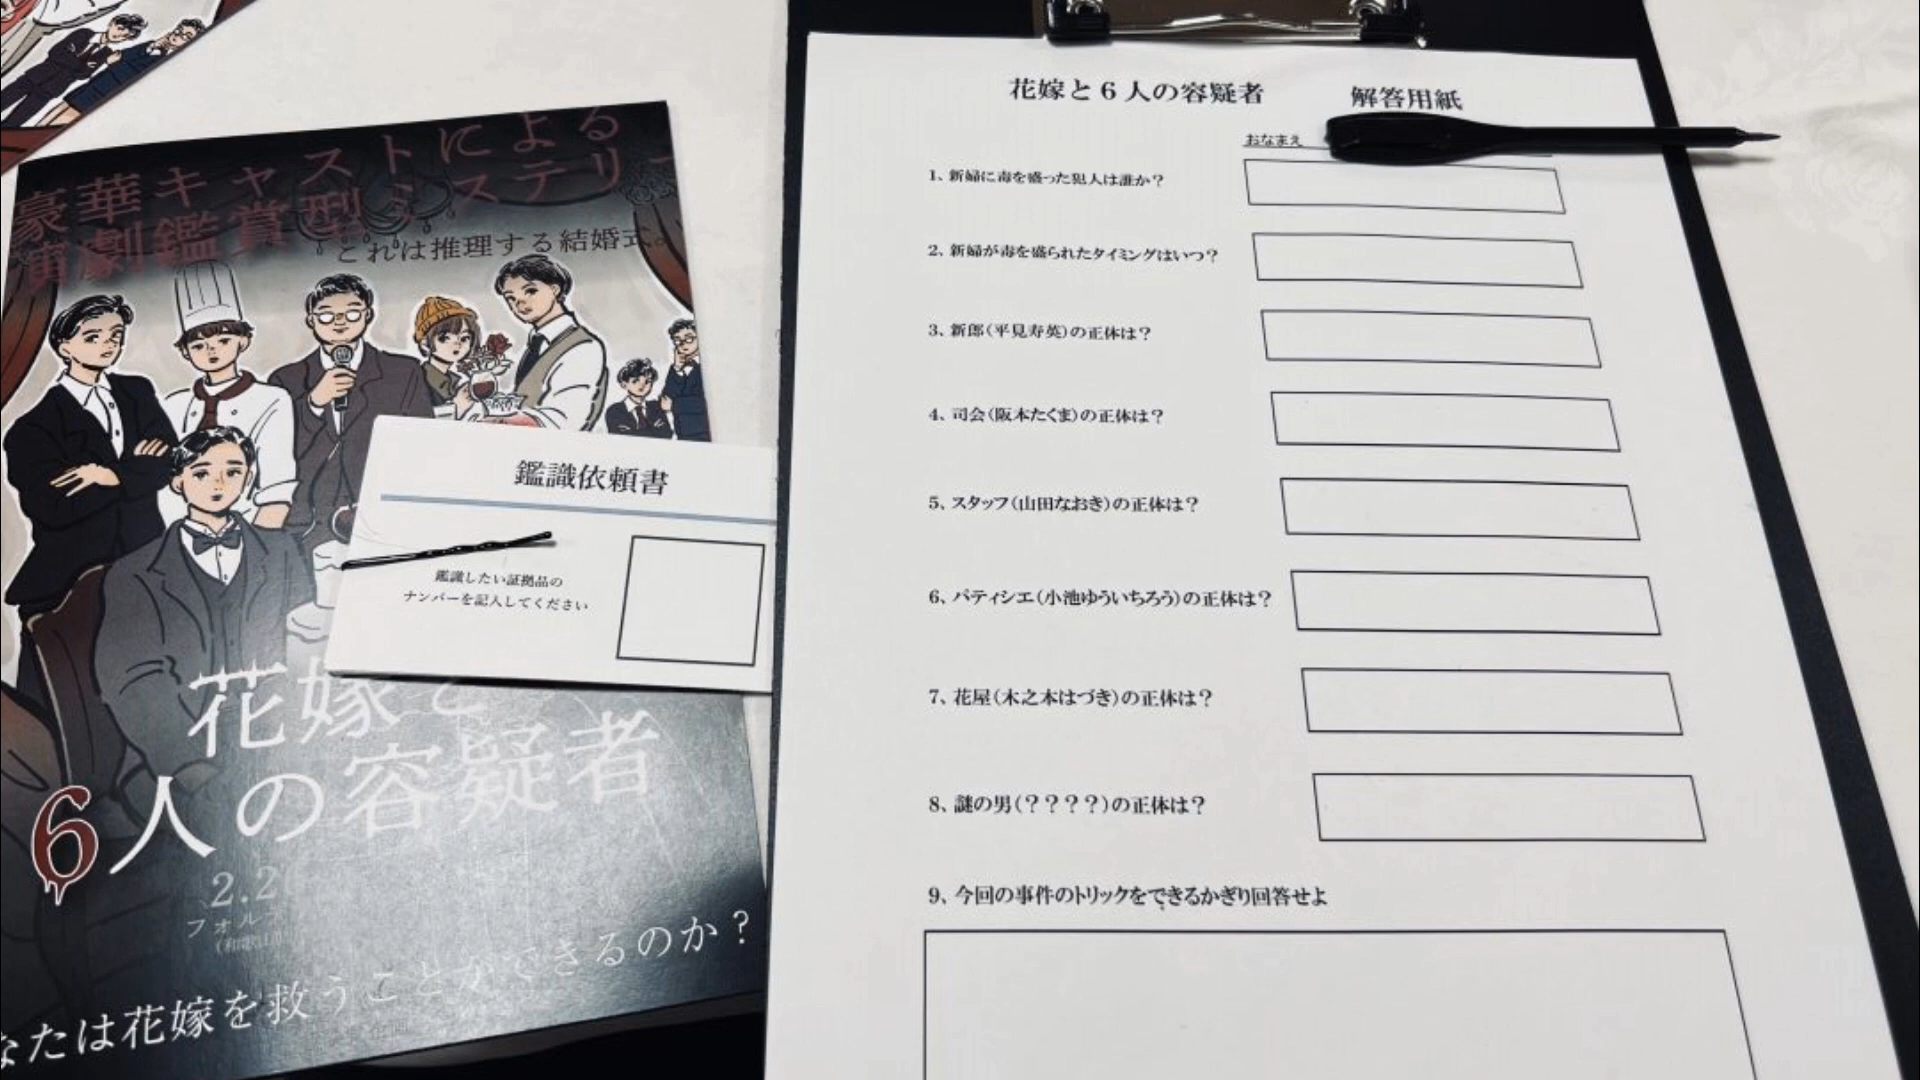 豪華キャストによる
劇鑑賞型ミステリー
これは推理する結婚式。
花嫁と
6人の容疑者
2.2
フォル
なたは花嫁を救うことができるのか？
鑑識依頼書
鑑識したい証拠品の
ナンバーを記入してください
花嫁と6人の容疑者 解答用紙
おなまえ
1、新婦に毒を盛った犯人は誰か？
2、新婦が毒を盛られたタイミングはいつ？
3、新郎（平見寿英）の正体は？
4、司会（阪本たくま）の正体は？
5、スタッフ（山田なおき）の正体は？
6、パティシエ（小池ゆういちろう）の正体は？
7、花屋（木之本はづき）の正体は？
8、謎の男（？？？？）の正体は？
9、今回の事件のトリックをできるかぎり回答せよ